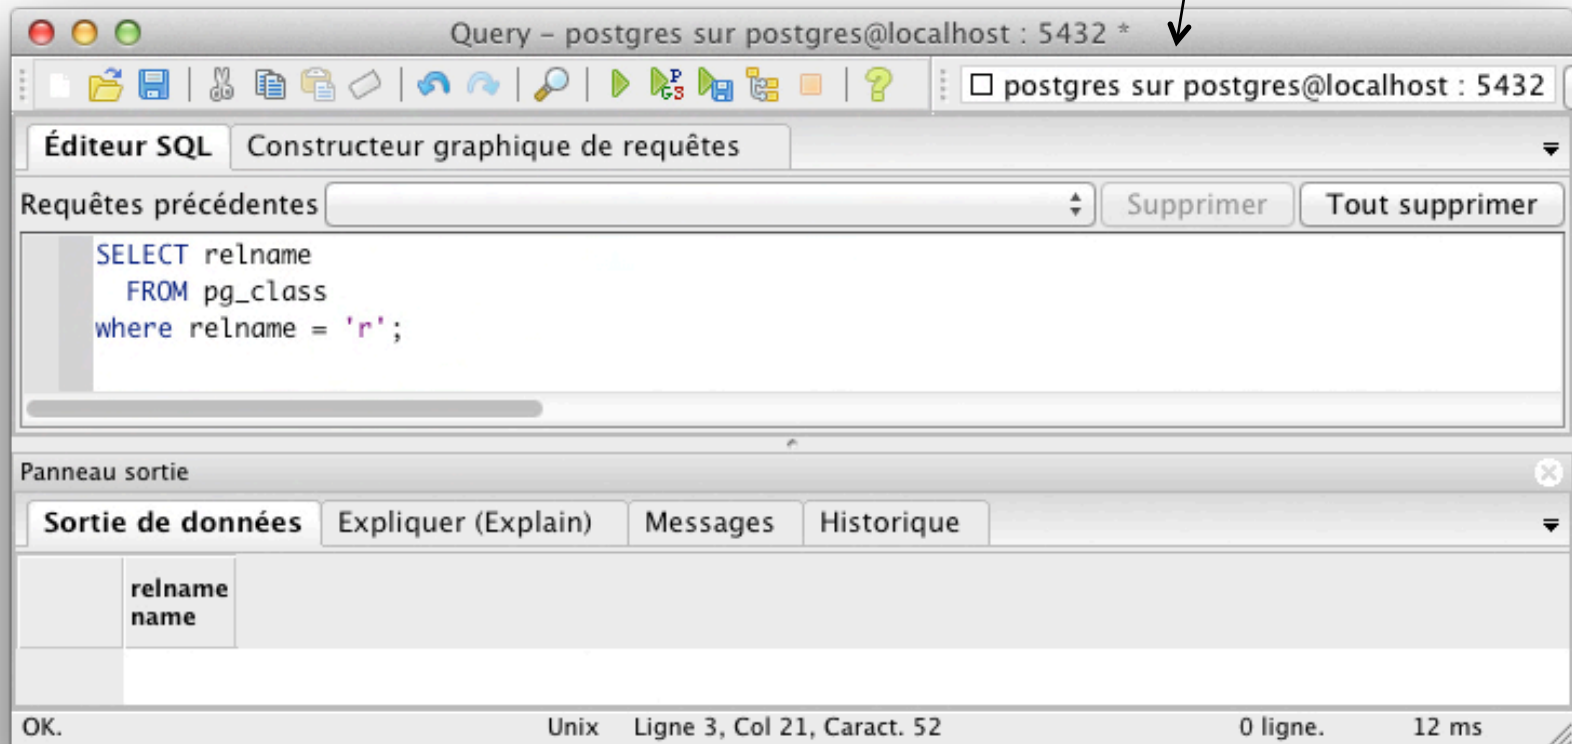 Query – postgres sur postgres@localhost : 5432 *
postgres sur postgres@localhost : 5432
Éditeur SQL Constructeur graphique de requêtes
Requêtes précédentes Supprimer Tout supprimer
SELECT relname
FROM pg_class
where relname = 'r';
Panneau sortie
Sortie de données Expliquer (Explain) Messages Historique
relname
name
OK. Unix Ligne 3, Col 21, Caract. 52 0 ligne. 12 ms